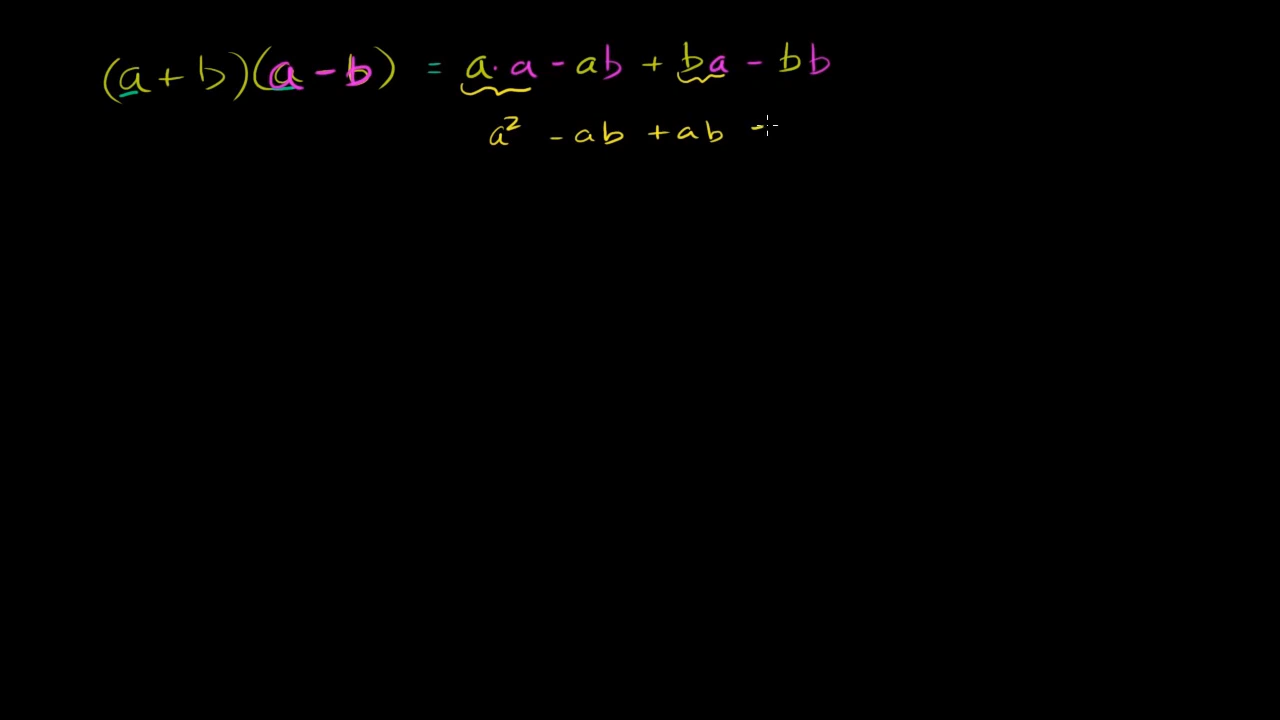 (a + b)(a - b) = a · a - ab + ba - bb
a² - ab + ab -